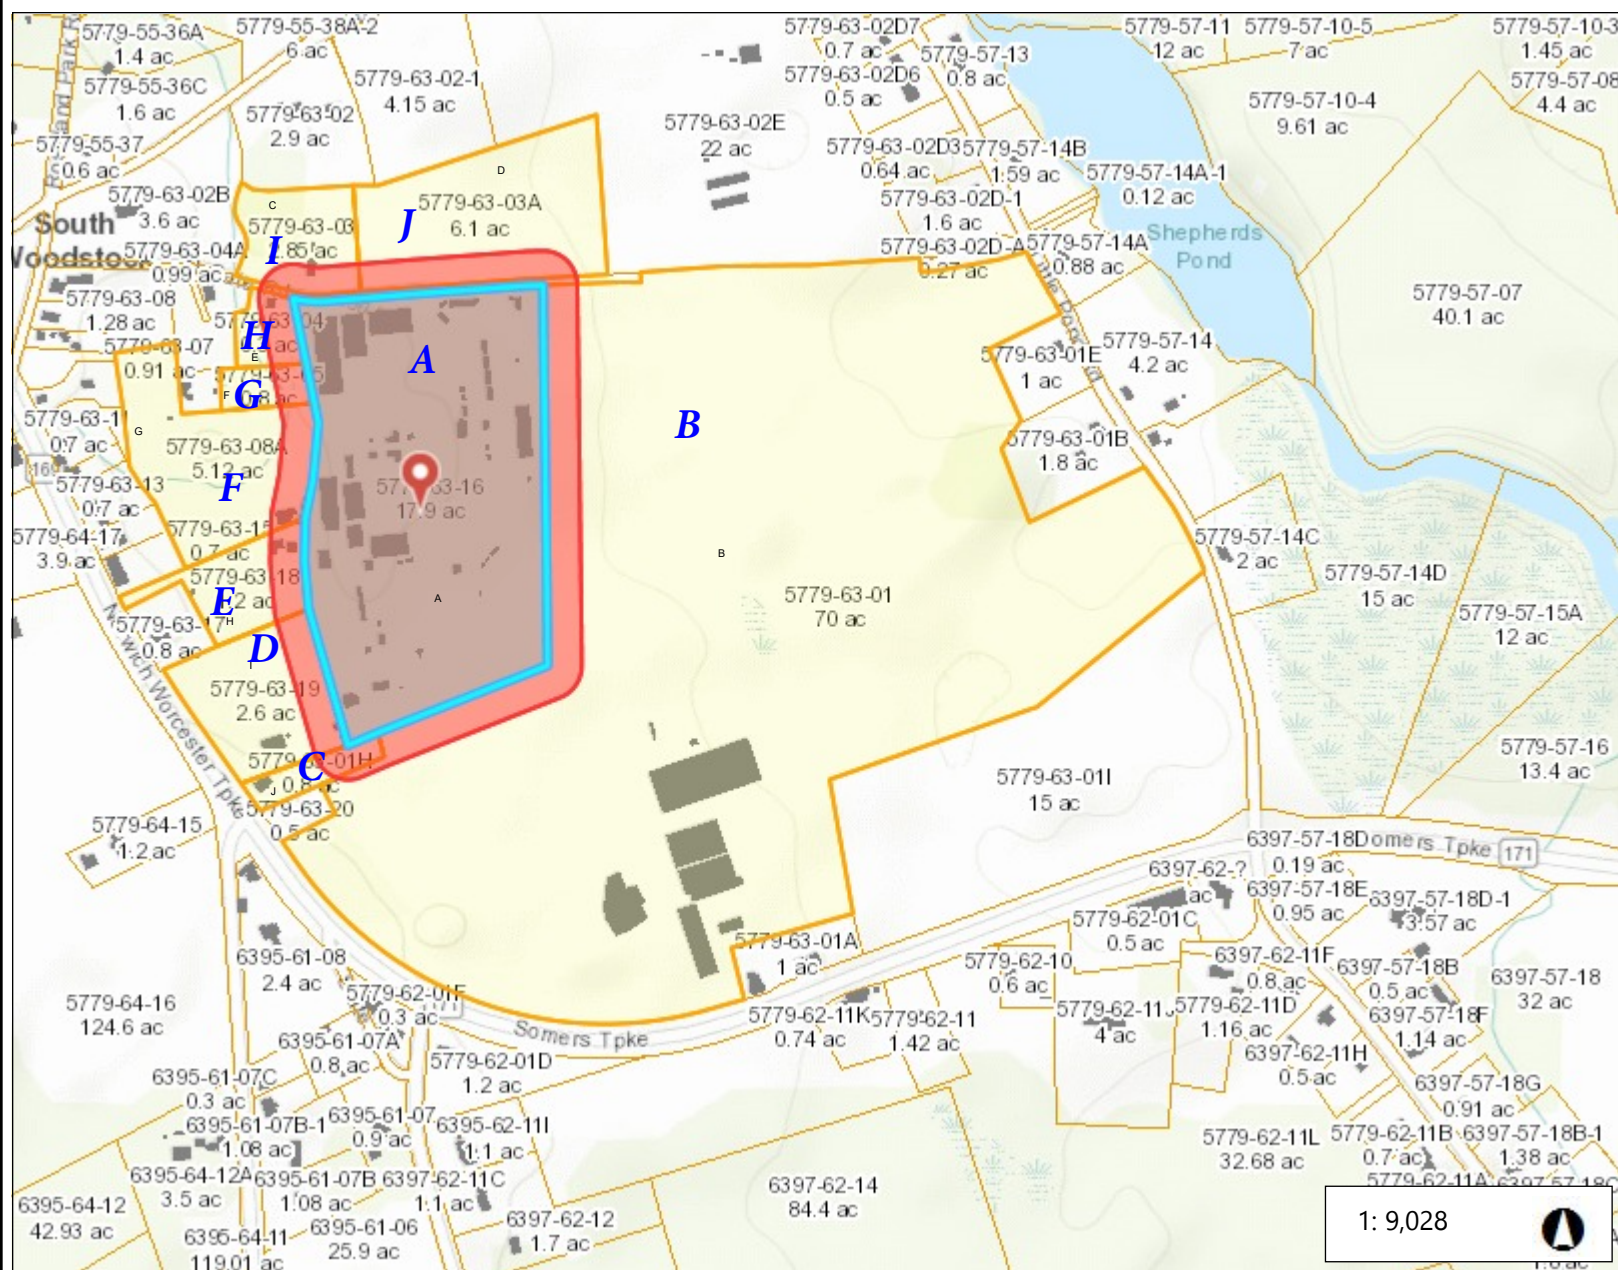 5779-55-36A
1.4 ac
5779-55-38A-2
6 ac
5779-63-02D7
0.7 ac
5779-57-13
0.8 ac
5779-57-11
12 ac
5779-57-10-5
7 ac
1.45 ac
5779-55-36C
1.6 ac
5779-63-02-1
4.15 ac
5779-63-02D6
0.5 ac
4.4 ac
5779-63-02
2.9 ac
5779-63-02E
22 ac
5779-57-10-4
9.61 ac
5779-55-37
0.6 ac
5779-63-02D3
0.64 ac
5779-57-14B
1.59 ac
5779-57-14A-1
0.12 ac
D
5779-63-02B
3.6 ac
C
5779-63-03A
6.1 ac
J
5779-63-02D-1
1.6 ac
South
5779-63-03
I
Shepherds
Pond
5779-63-04A
0.99 ac
5779-63-02D-A
0.27 ac
5779-57-14A
0.88 ac
5779-63-08
1.28 ac
5779-57-07
40.1 ac
H
E
A
5779-63-07
0.91 ac
5779-63-01E
1 ac
5779-57-14
4.2 ac
G
F
B
0.7 ac
G
5779-63-08A
5.12 ac
5779-63-01B
1.8 ac
169
F
5779-63-13
0.7 ac
17.9 ac
5779-64-17
3.9 ac
0.7 ac
5779-57-14C
2 ac
B
5779-63-18
E
H
A
5779-63-01
70 ac
5779-57-14D
15 ac
5779-57-15A
12 ac
5779-63-17
0.8 ac
D
5779-63-19
2.6 ac
Norwich Worcester Tpke
5779-57-16
13.4 ac
C
J
5779-63-01I
15 ac
5779-63-20
0.5 ac
5779-64-15
1.2 ac
6397-57-18D
0.19 ac
Somers Tpke
171
6397-62-?
ac
6397-57-18E
0.95 ac
6397-57-18D-1
3.57 ac
5779-62-01C
0.5 ac
5779-63-01A
1 ac
6395-61-08
2.4 ac
5779-62-10
0.6 ac
6397-62-11F
0.8 ac
6397-57-18B
0.5 ac
6397-57-18
32 ac
5779-64-16
124.6 ac
5779-62-01F
0.3 ac
Somers Tpke
5779-62-11K
0.74 ac
5779-62-11
1.42 ac
4 ac
5779-62-11D
1.16 ac
6397-57-18F
1.14 ac
6395-61-07A
0.8 ac
5779-62-01D
1.2 ac
6397-62-11H
0.5 ac
6395-61-07C
0.3 ac
6397-57-18G
0.91 ac
6395-61-07B-1
1.08 ac
6395-61-07
0.9 ac
6395-62-11I
1.1 ac
5779-62-11L
32.68 ac
5779-62-11B
0.7 ac
6397-57-18B-1
1.38 ac
6395-64-12A
3.5 ac
6395-61-07B
1.08 ac
6397-62-11C
1.1 ac
6397-62-14
84.4 ac
5779-62-11A
6395-64-12
42.93 ac
6395-64-11
119.01 ac
6395-61-06
25.9 ac
6397-62-12
1.7 ac
1: 9,028